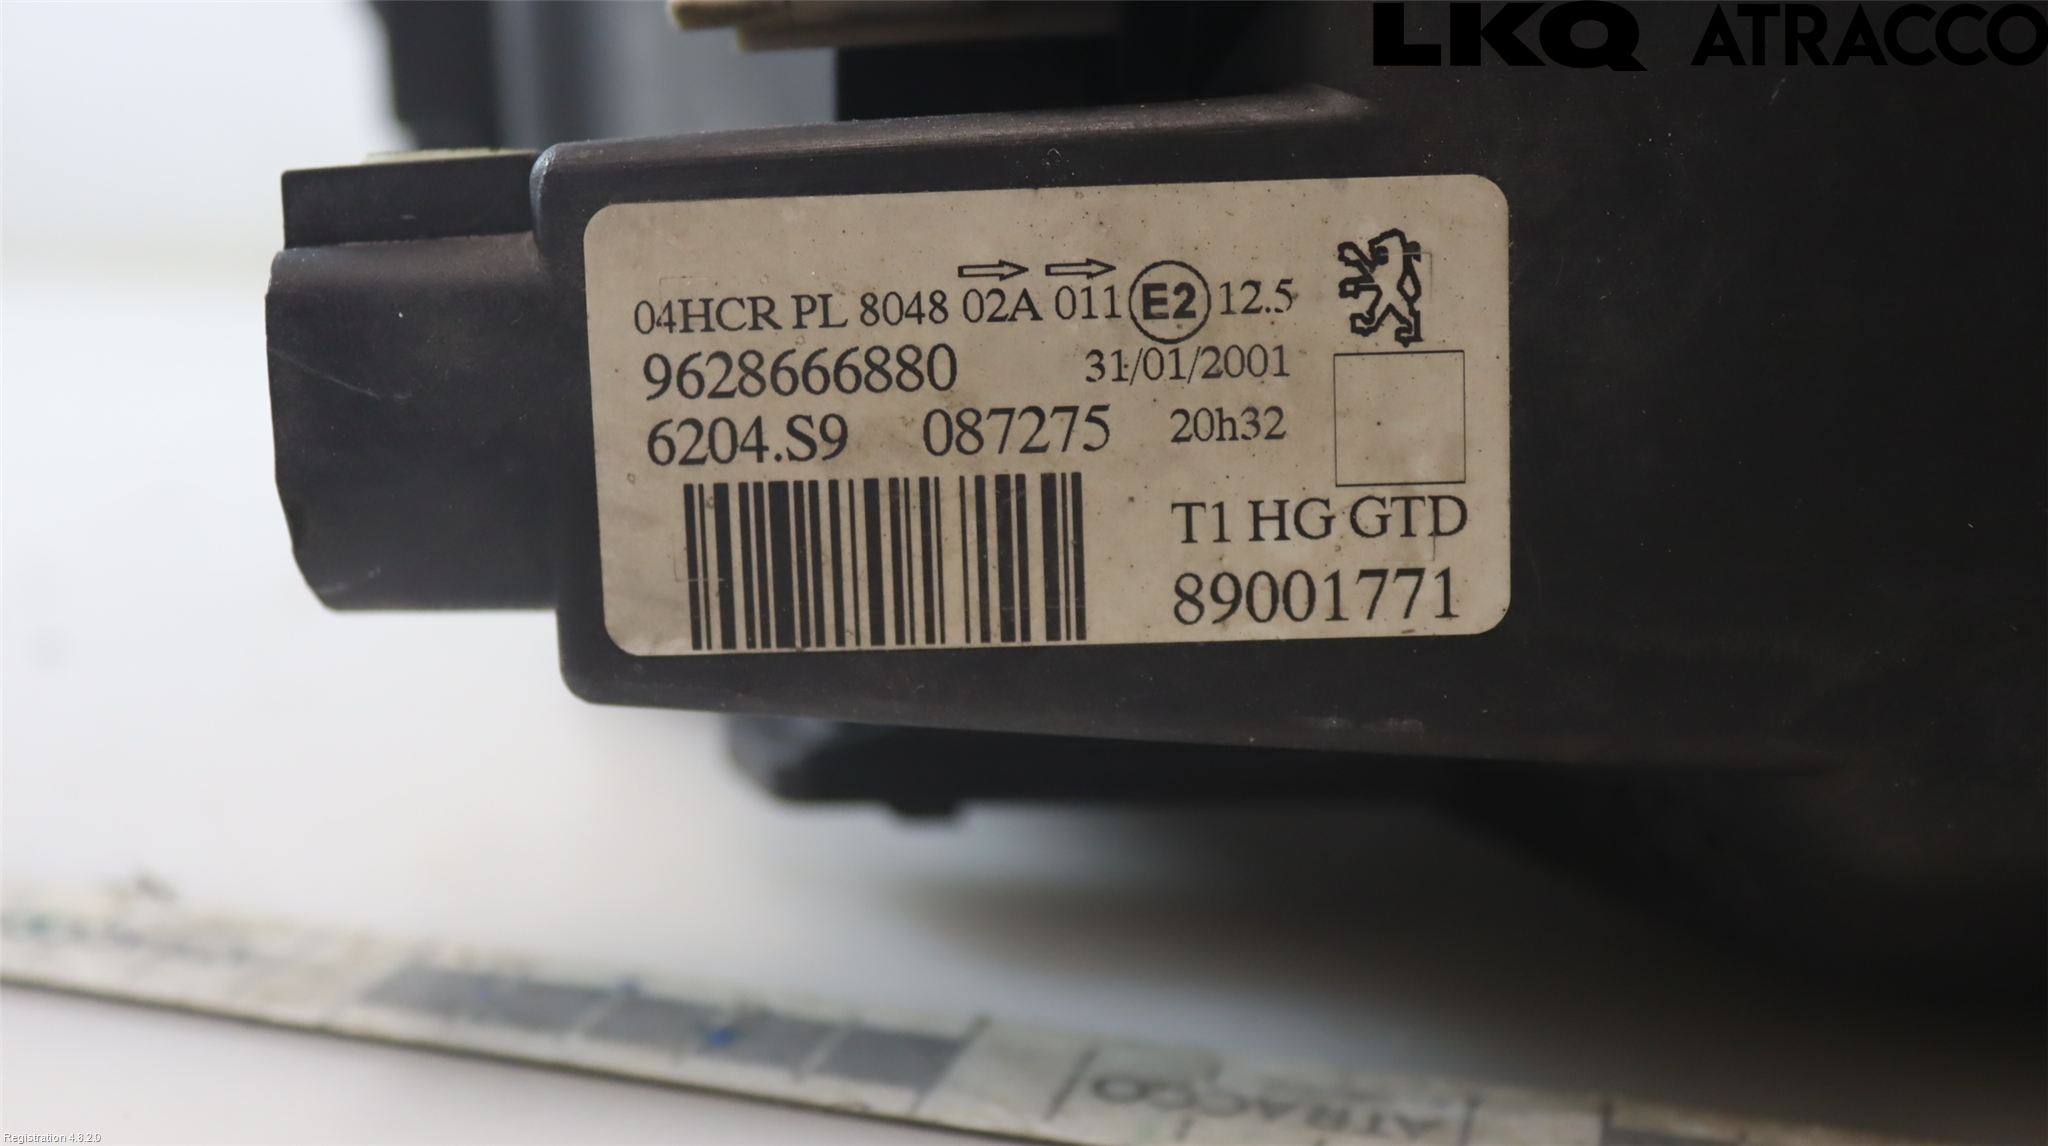 LKQ ATRACCO
04HCR PL 8048 02A 011 E2 12.5
9628666880 31/01/2001
6204.S9 087275 20h32
T1 HG GTD
89001771
ATRACCO
Registration 4.8.2.0